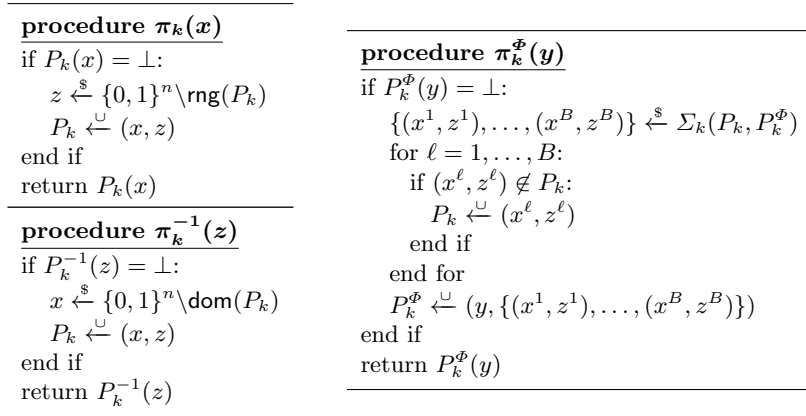 procedure π_k(x)
if P_k(x) = ⊥:
z ←$ {0, 1}^n\rng(P_k)
P_k ←∪ (x, z)
end if
return P_k(x)
procedure π_k^{-1}(z)
if P_k^{-1}(z) = ⊥:
x ←$ {0, 1}^n\dom(P_k)
P_k ←∪ (x, z)
end if
return P_k^{-1}(z)
procedure π_k^Φ(y)
if P_k^Φ(y) = ⊥:
{(x^1, z^1), . . . , (x^B, z^B)} ←$ Σ_k(P_k, P_k^Φ)
for ℓ = 1, . . . , B:
if (x^ℓ, z^ℓ) ∉ P_k:
P_k ←∪ (x^ℓ, z^ℓ)
end if
end for
P_k^Φ ←∪ (y, {(x^1, z^1), . . . , (x^B, z^B)})
end if
return P_k^Φ(y)